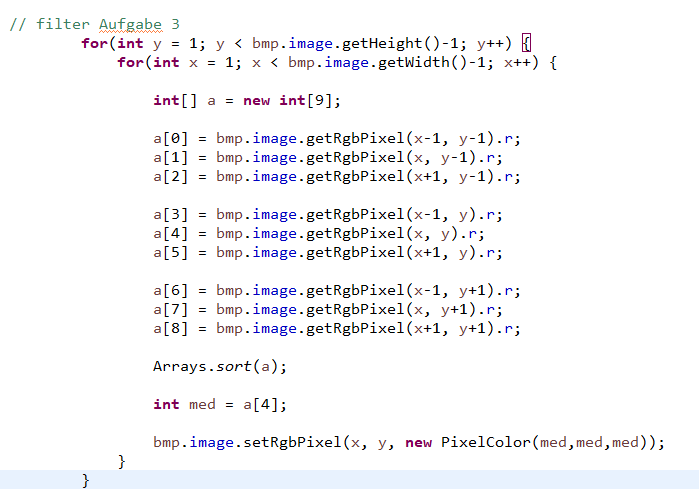 // filter Aufgabe 3
for(int y = 1; y < bmp.image.getHeight()-1; y++) {
for(int x = 1; x < bmp.image.getWidth()-1; x++) {
int[] a = new int[9];
a[0] = bmp.image.getRgbPixel(x-1, y-1).r;
a[1] = bmp.image.getRgbPixel(x, y-1).r;
a[2] = bmp.image.getRgbPixel(x+1, y-1).r;
a[3] = bmp.image.getRgbPixel(x-1, y).r;
a[4] = bmp.image.getRgbPixel(x, y).r;
a[5] = bmp.image.getRgbPixel(x+1, y).r;
a[6] = bmp.image.getRgbPixel(x-1, y+1).r;
a[7] = bmp.image.getRgbPixel(x, y+1).r;
a[8] = bmp.image.getRgbPixel(x+1, y+1).r;
Arrays.sort(a);
int med = a[4];
bmp.image.setRgbPixel(x, y, new PixelColor(med,med,med));
}
}